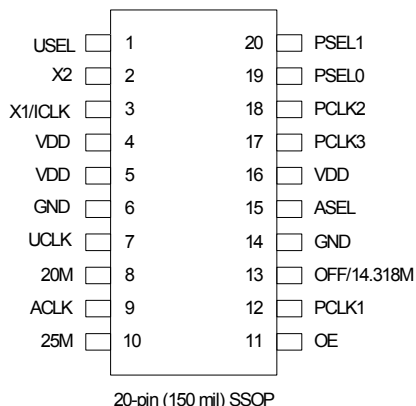 USEL 1 20 PSEL1
X2 2 19 PSEL0
X1/ICLK 3 18 PCLK2
VDD 4 17 PCLK3
VDD 5 16 VDD
GND 6 15 ASEL
UCLK 7 14 GND
20M 8 13 OFF/14.318M
ACLK 9 12 PCLK1
25M 10 11 OE
20-pin (150 mil) SSOP